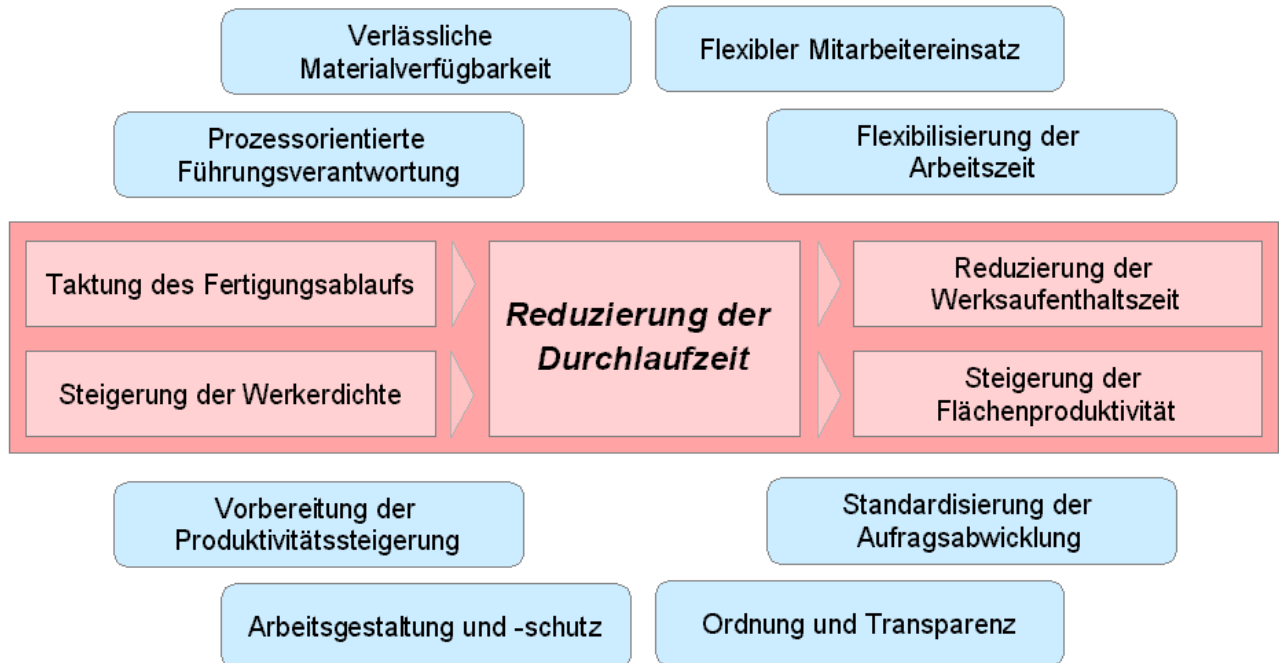 Verlässliche
Materialverfügbarkeit
Flexibler Mitarbeitereinsatz
Prozessorientierte
Führungsverantwortung
Flexibilisierung der
Arbeitszeit
Taktung des Fertigungsablaufs
Steigerung der Werkerdichte
Reduzierung der
Durchlaufzeit
Reduzierung der
Werksaufenthaltszeit
Steigerung der
Flächenproduktivität
Vorbereitung der
Produktivitätssteigerung
Standardisierung der
Aufragsabwicklung
Arbeitsgestaltung und -schutz
Ordnung und Transparenz